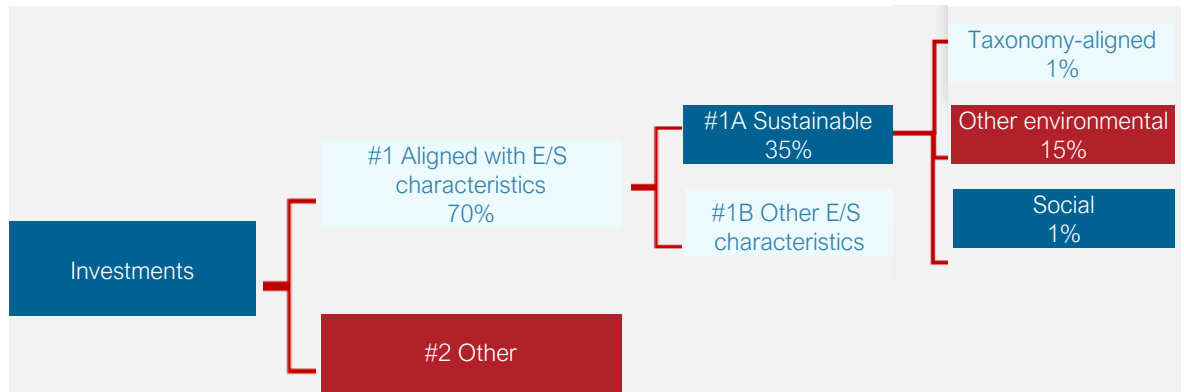 Investments
#1 Aligned with E/S
characteristics
70%
#2 Other
#1A Sustainable
35%
#1B Other E/S
characteristics
Taxonomy-aligned
1%
Other environmental
15%
Social
1%